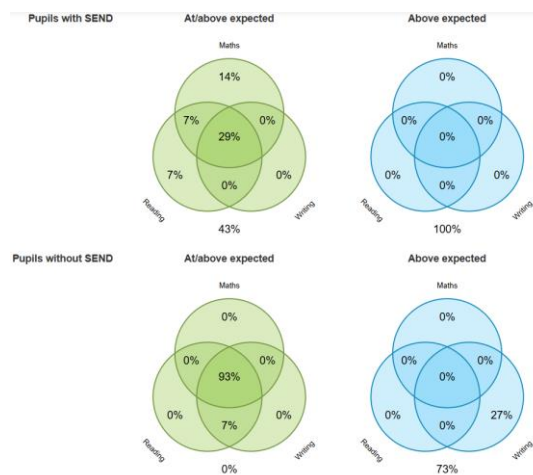 Pupils with SEND At/above expected Above expected
Maths Maths
14% 0%
7% 0% 0% 0%
29% 0%
7% 0% 0% 0% 0% 0%
Reading Writing Reading Writing
43% 100%
Pupils without SEND At/above expected Above expected
Maths Maths
0% 0%
0% 0% 0% 0%
93% 0%
0% 7% 0% 0% 0% 27%
Reading Writing Reading Writing
0% 73%